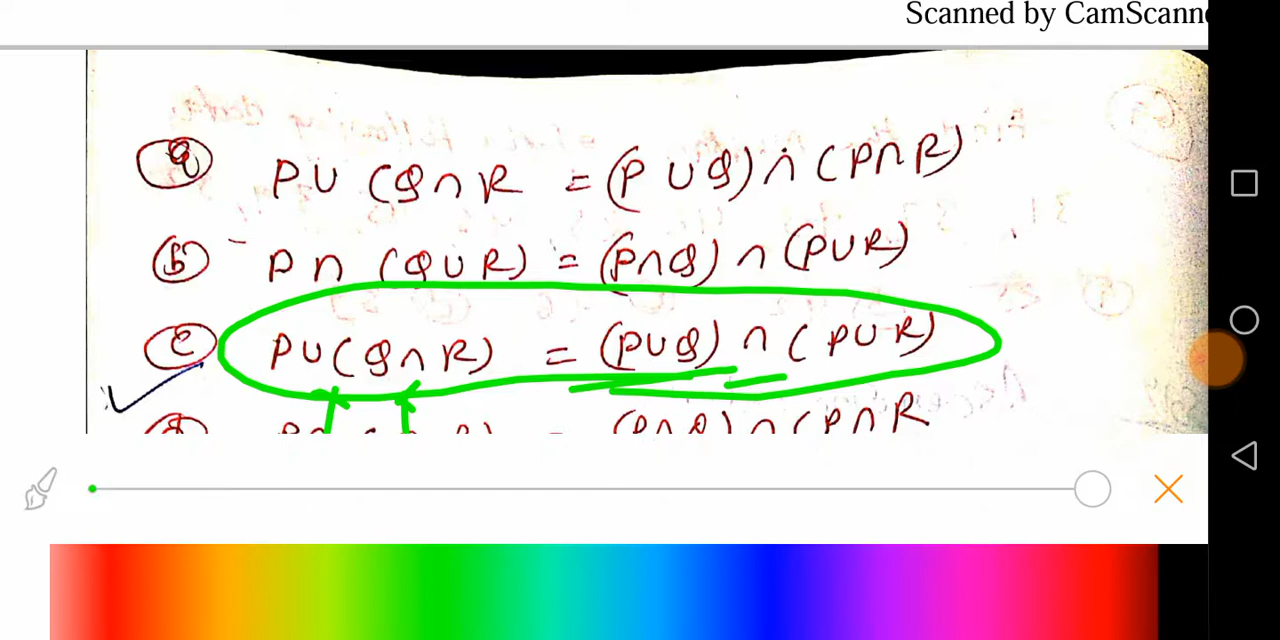 Scanned by CamScanne
(a) P∪ (Q∩R = (P∪Q)∩(P∩R)
(b) P∩ (Q∪R) = (P∩Q)∩(P∪R)
(c) P∪(Q∩R) = (P∪Q)∩(P∪R)
(P∩Q)∩(P∩R